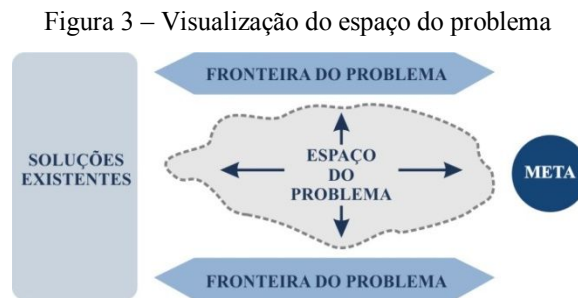 Figura 3 – Visualização do espaço do problema
FRONTEIRA DO PROBLEMA
SOLUÇÕES
EXISTENTES
ESPAÇO
DO
PROBLEMA
META
FRONTEIRA DO PROBLEMA